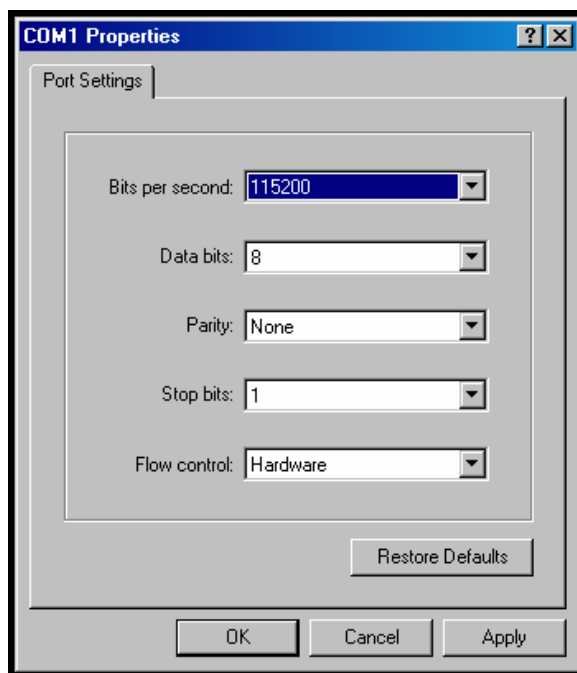 COM1 Properties
Port Settings
Bits per second: 115200
Data bits: 8
Parity: None
Stop bits: 1
Flow control: Hardware
Restore Defaults
OK Cancel Apply